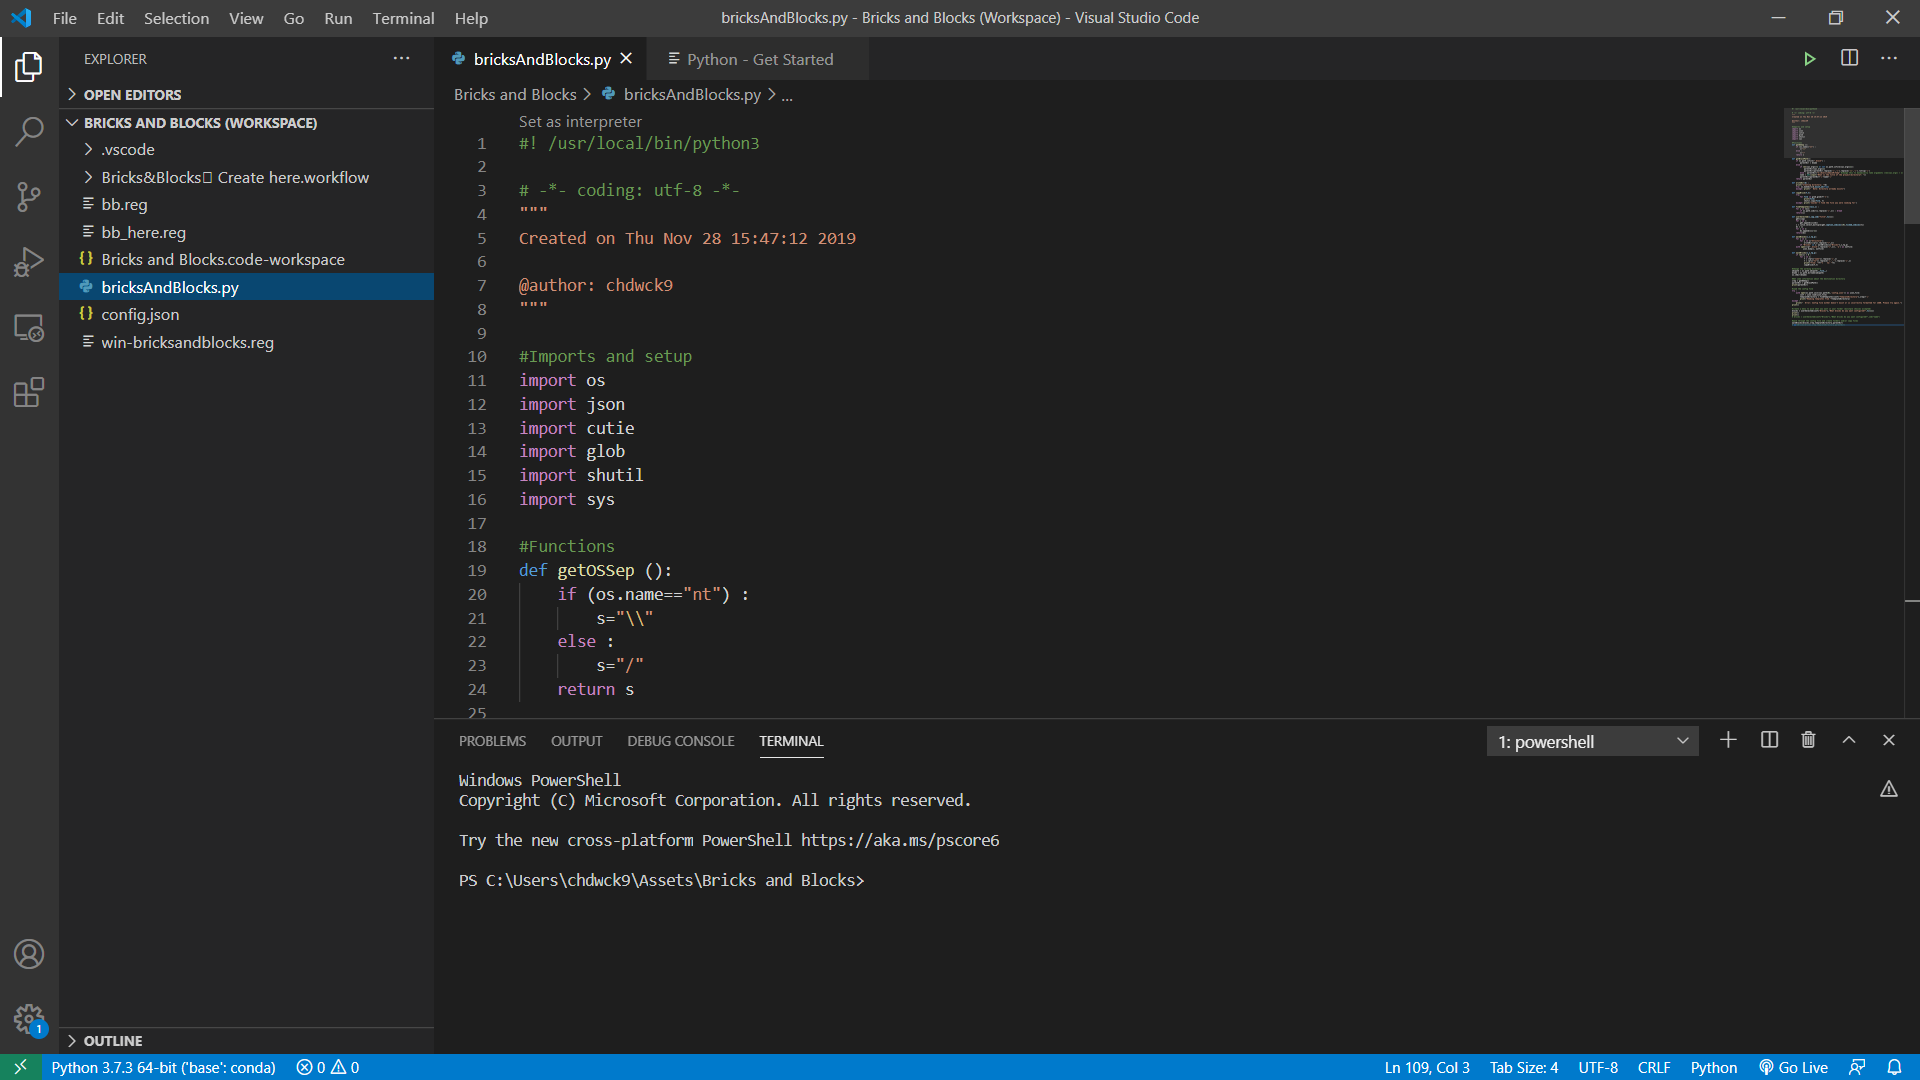 File Edit Selection View Go Run Terminal Help
bricksAndBlocks.py - Bricks and Blocks (Workspace) - Visual Studio Code
EXPLORER
OPEN EDITORS
BRICKS AND BLOCKS (WORKSPACE)
.vscode
Bricks&Blocks Create here.workflow
bb.reg
bb_here.reg
{} Bricks and Blocks.code-workspace
bricksAndBlocks.py
{} config.json
win-bricksandblocks.reg
OUTLINE
bricksAndBlocks.py
Python - Get Started
Bricks and Blocks > bricksAndBlocks.py > ...
Set as interpreter
1 #! /usr/local/bin/python3
2
3 # -*- coding: utf-8 -*-
4 """
5 Created on Thu Nov 28 15:47:12 2019
6
7 @author: chdwck9
8 """
9
10 #Imports and setup
11 import os
12 import json
13 import cutie
14 import glob
15 import shutil
16 import sys
17
18 #Functions
19 def getOSSep ():
20 if (os.name=="nt") :
21 s="\\"
22 else :
23 s="/"
24 return s
25
PROBLEMS OUTPUT DEBUG CONSOLE TERMINAL
1: powershell
Windows PowerShell
Copyright (C) Microsoft Corporation. All rights reserved.
Try the new cross-platform PowerShell https://aka.ms/pscore6
PS C:\Users\chdwck9\Assets\Bricks and Blocks>
1
Python 3.7.3 64-bit ('base': conda) 0 0
Ln 109, Col 3 Tab Size: 4 UTF-8 CRLF Python Go Live